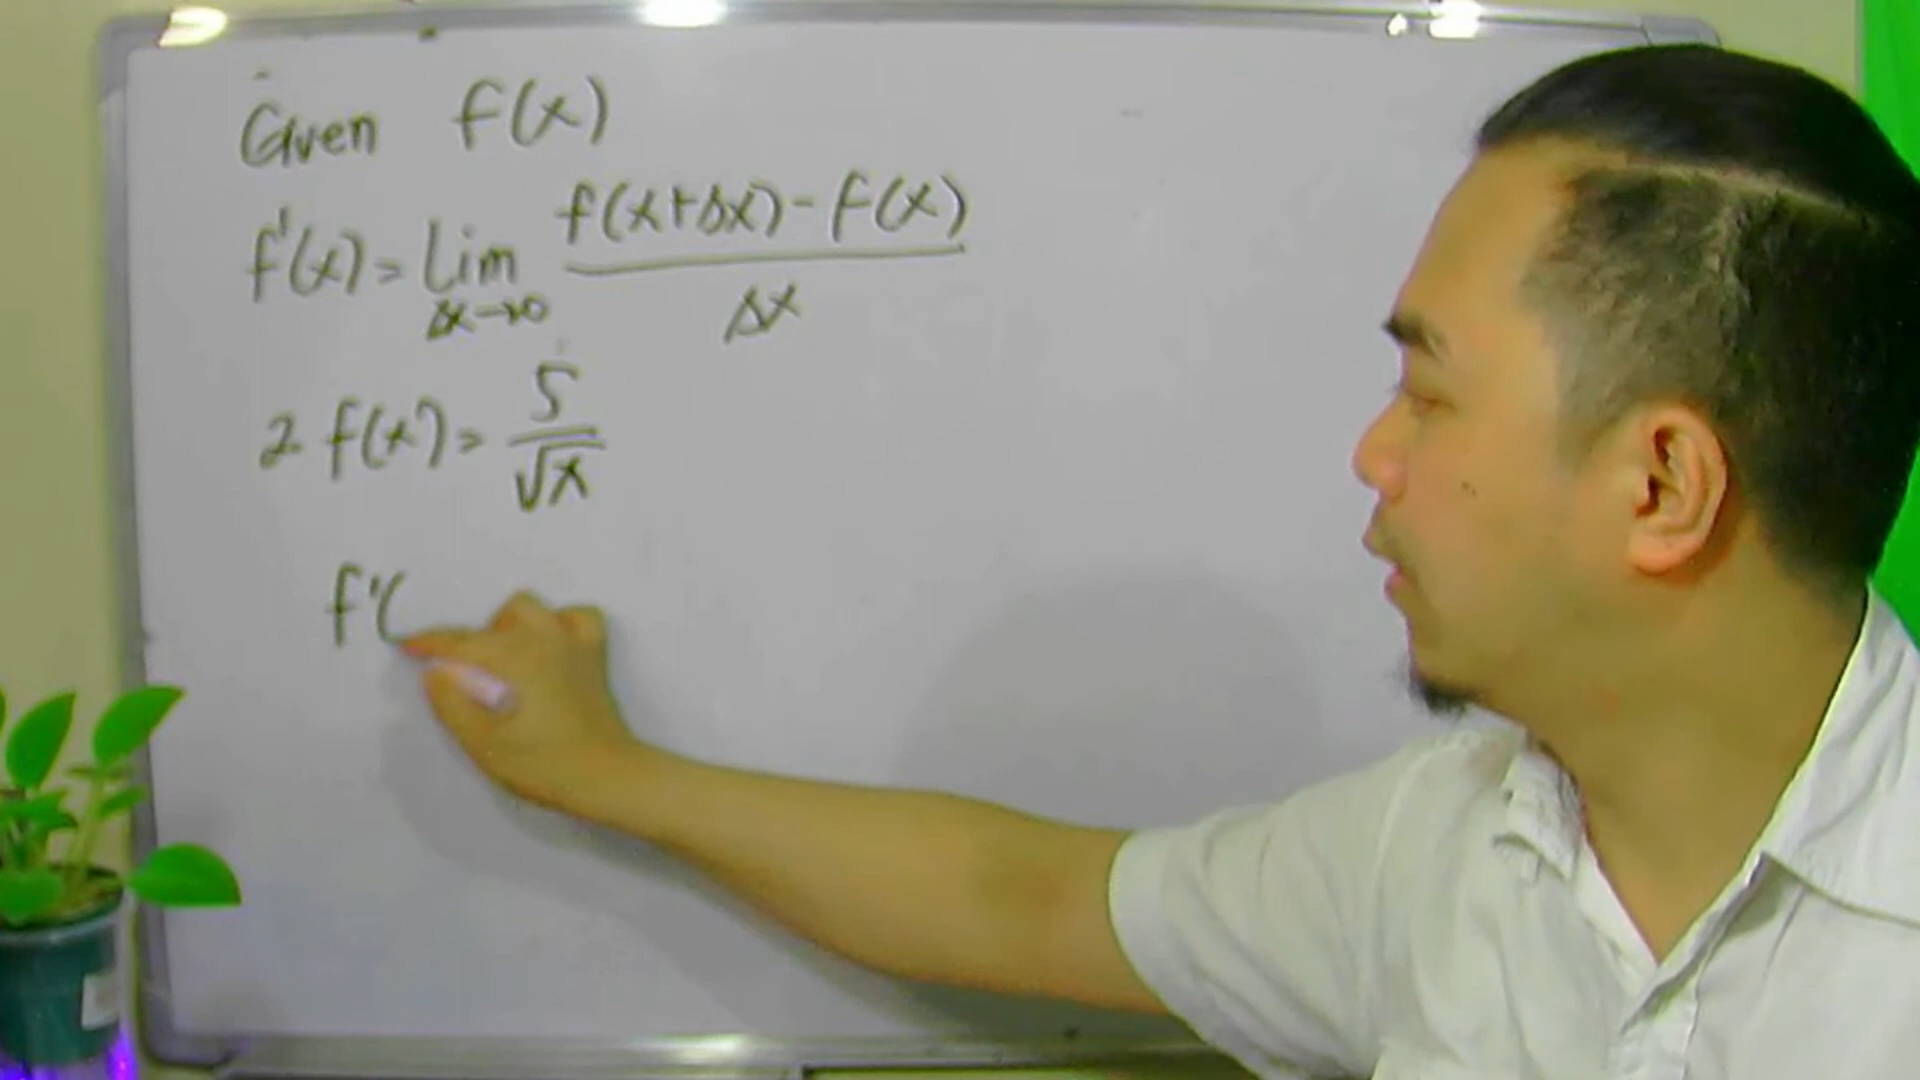 Given f(x)
f'(x) = lim Δx→0 f(x+Δx) - f(x) / Δx
2 f(x) = 5 / √x
f'(